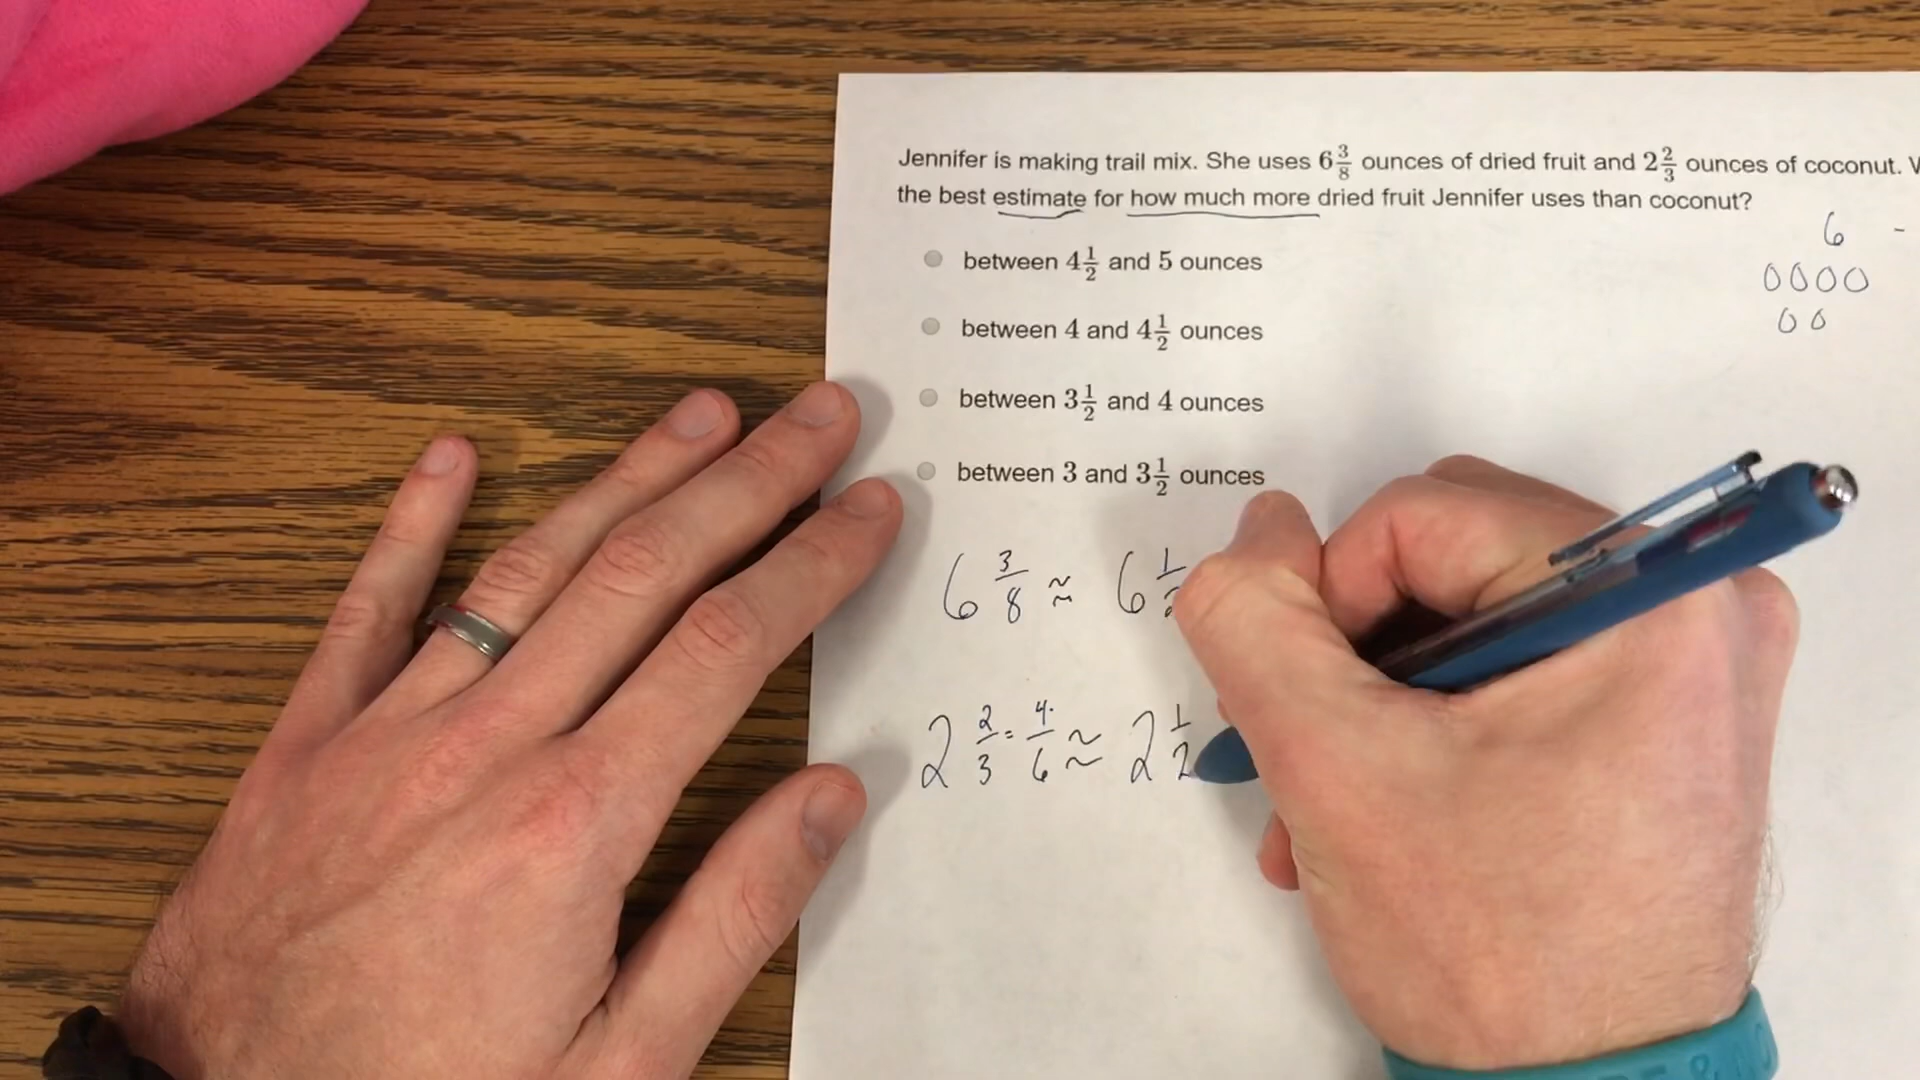 Jennifer is making trail mix. She uses 6 3/8 ounces of dried fruit and 2 2/3 ounces of coconut.
the best estimate for how much more dried fruit Jennifer uses than coconut?
6 -
0000
00
between 4 1/2 and 5 ounces
between 4 and 4 1/2 ounces
between 3 1/2 and 4 ounces
between 3 and 3 1/2 ounces
6 3/8 ≈ 6 1/2
2 2/3 = 4/6 ≈ 2 1/2